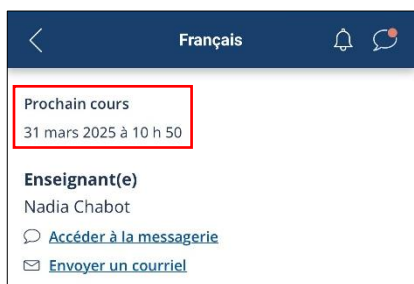 Français
Prochain cours
31 mars 2025 à 10 h 50
Enseignant(e)
Nadia Chabot
Accéder à la messagerie
Envoyer un courriel